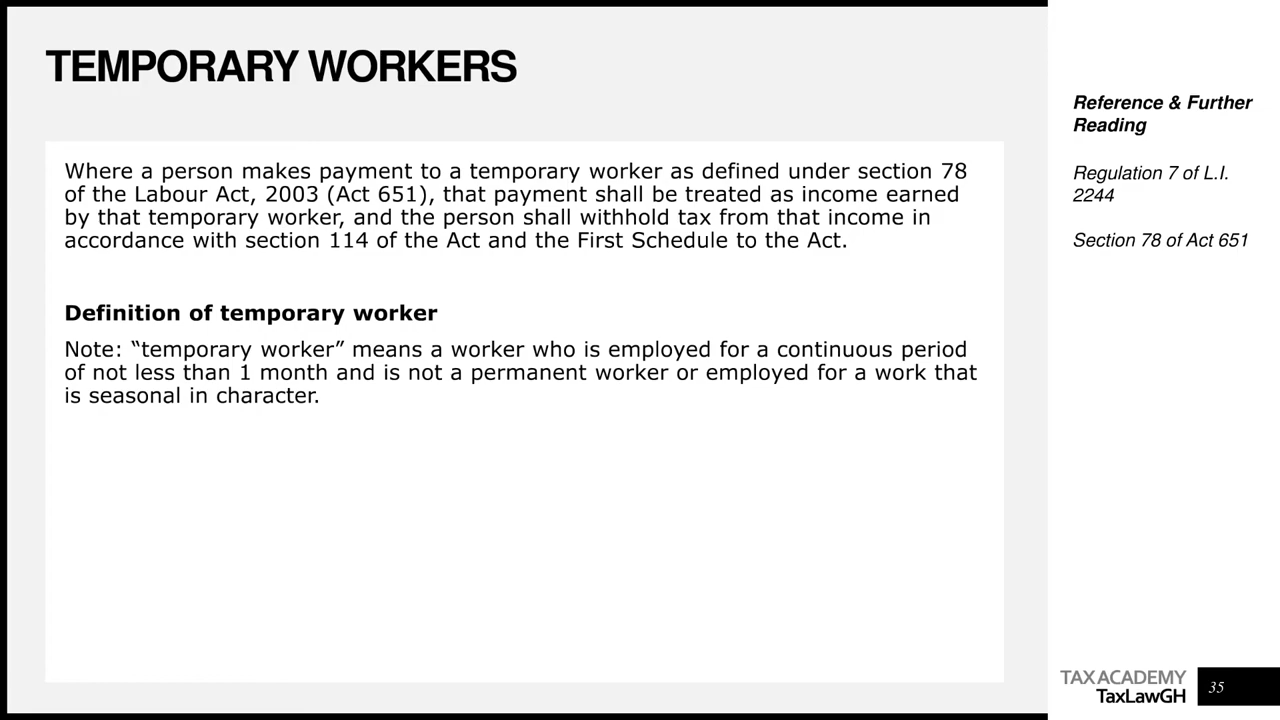 TEMPORARY WORKERS
Where a person makes payment to a temporary worker as defined under section 78
of the Labour Act, 2003 (Act 651), that payment shall be treated as income earned
by that temporary worker, and the person shall withhold tax from that income in
accordance with section 114 of the Act and the First Schedule to the Act.
Definition of temporary worker
Note: “temporary worker” means a worker who is employed for a continuous period
of not less than 1 month and is not a permanent worker or employed for a work that
is seasonal in character.
Reference & Further
Reading
Regulation 7 of L.I.
2244
Section 78 of Act 651
TAX ACADEMY
TaxLawGH
35